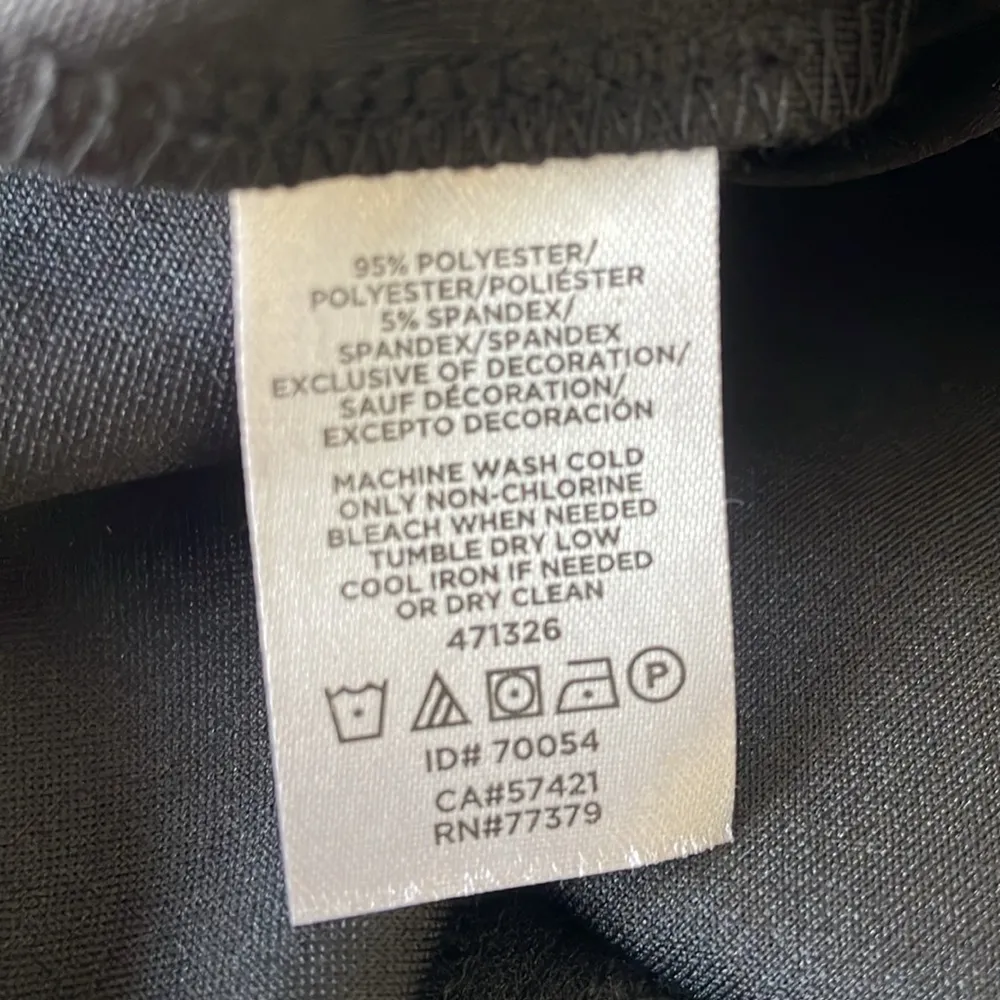 95% POLYESTER/
POLYESTER/POLIÉSTER
5% SPANDEX/
SPANDEX/SPANDEX
EXCLUSIVE OF DECORATION/
SAUF DÉCORATION/
EXCEPTO DECORACIÓN
MACHINE WASH COLD
ONLY NON-CHLORINE
BLEACH WHEN NEEDED
TUMBLE DRY LOW
COOL IRON IF NEEDED
OR DRY CLEAN
471326
P
ID# 70054
CA#57421
RN#77379